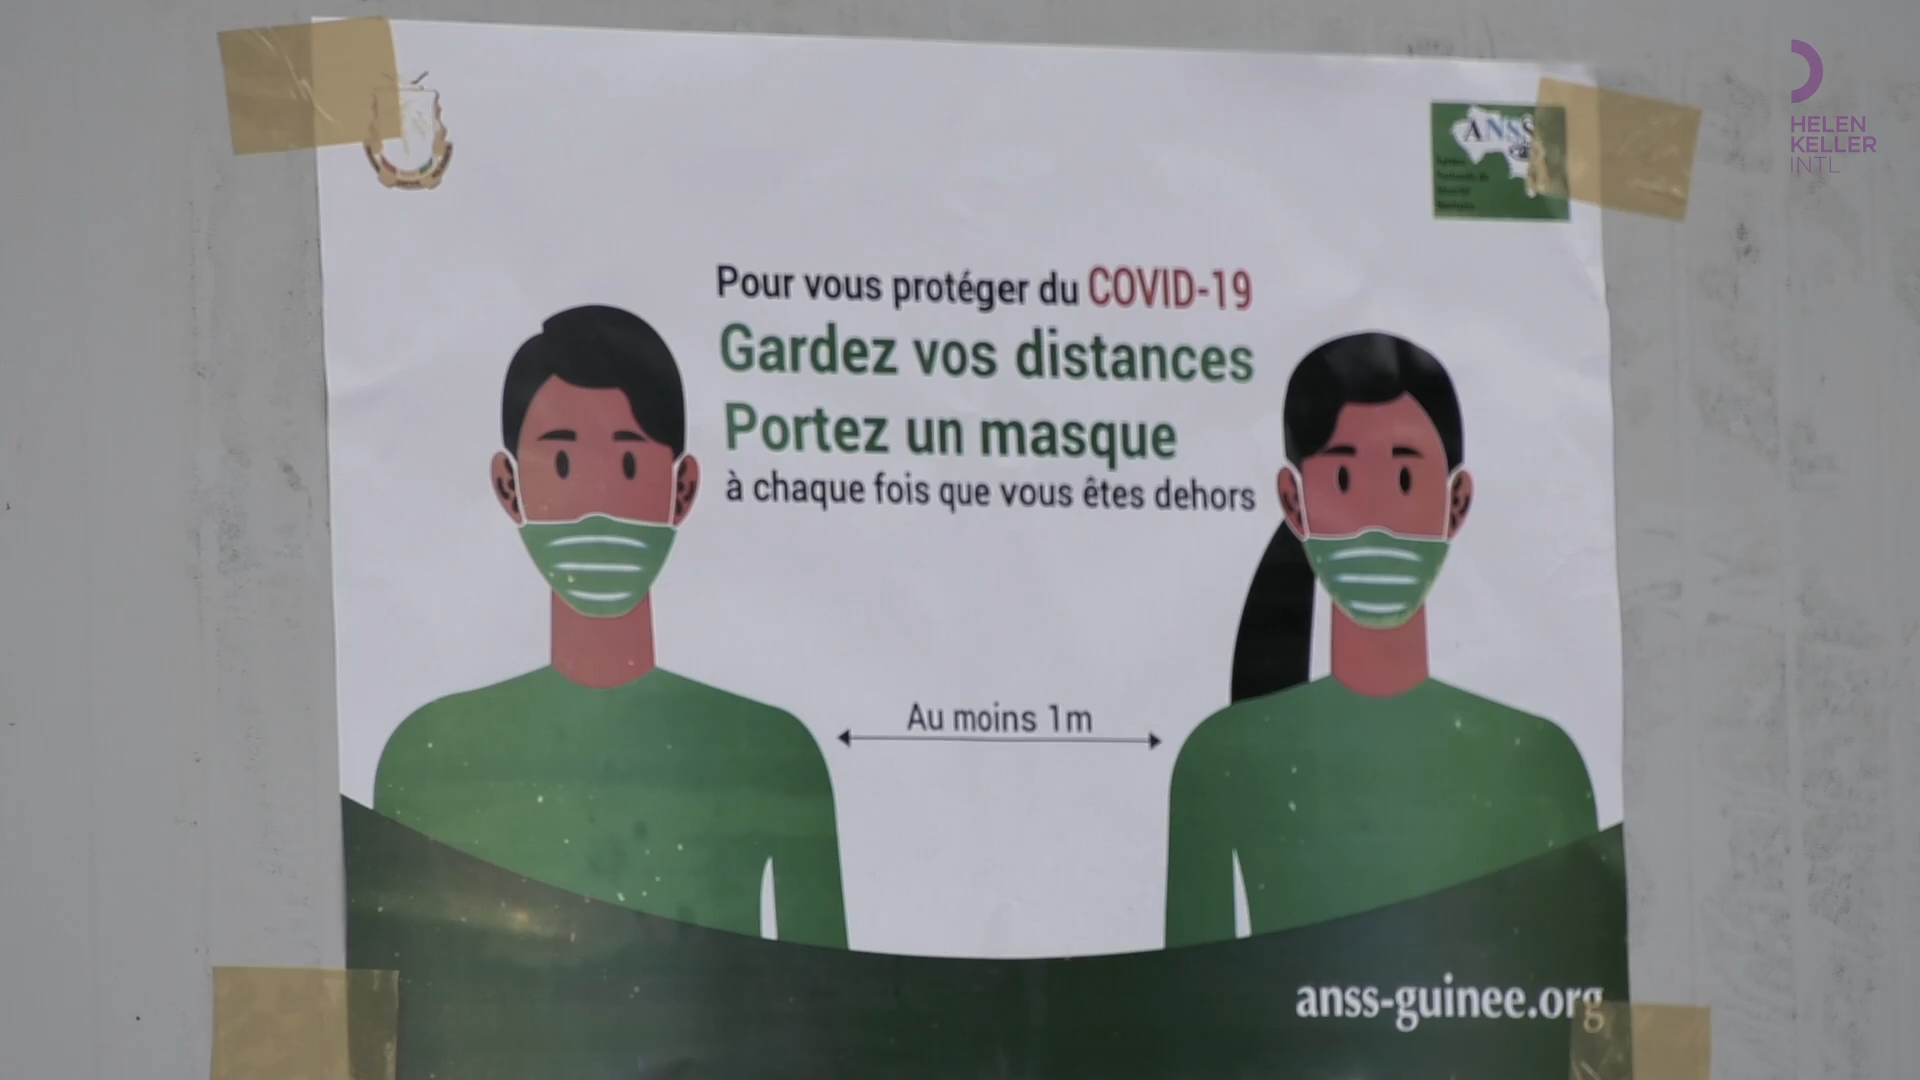 ANSS
HELEN
KELLER
INTL
Pour vous protéger du COVID-19
Gardez vos distances
Portez un masque
à chaque fois que vous êtes dehors
Au moins 1m
anss-guinee.org